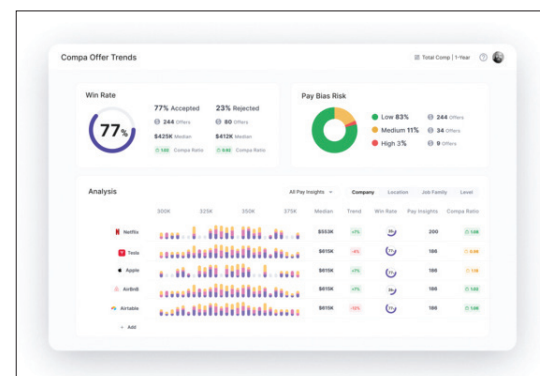 Compa Offer Trends
Total Comp | 1-Year
Win Rate
77%
77% Accepted
244 Offers
$425K Median
Compa Ratio
23% Rejected
90 Offers
$412K Median
Compa Ratio
Pay Bias Risk
Low 83% 244 Offers
Medium 11% 34 Offers
High 3% 9 Offers
Analysis
All Pay Insights
Company Location Job Family Level
300K 325K 350K 375K Median Trend Win Rate Pay Insights Compa Ratio
Netflix $553K 200
Tesla $615K 188
Apple $615K 188
AirBnB $615K 188
Airtable $615K 188
+ Add